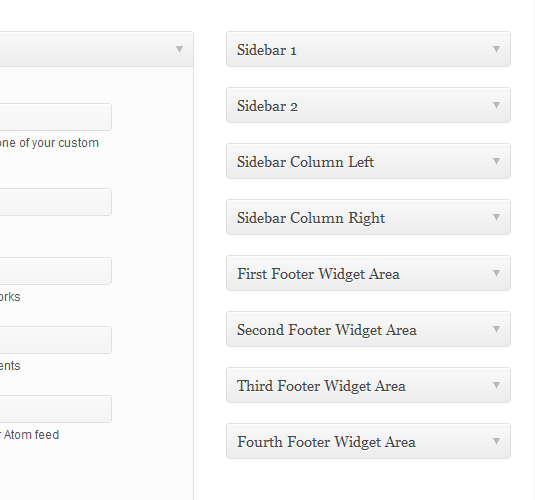 one of your custom
orks
ents
r Atom feed
Sidebar 1
Sidebar 2
Sidebar Column Left
Sidebar Column Right
First Footer Widget Area
Second Footer Widget Area
Third Footer Widget Area
Fourth Footer Widget Area